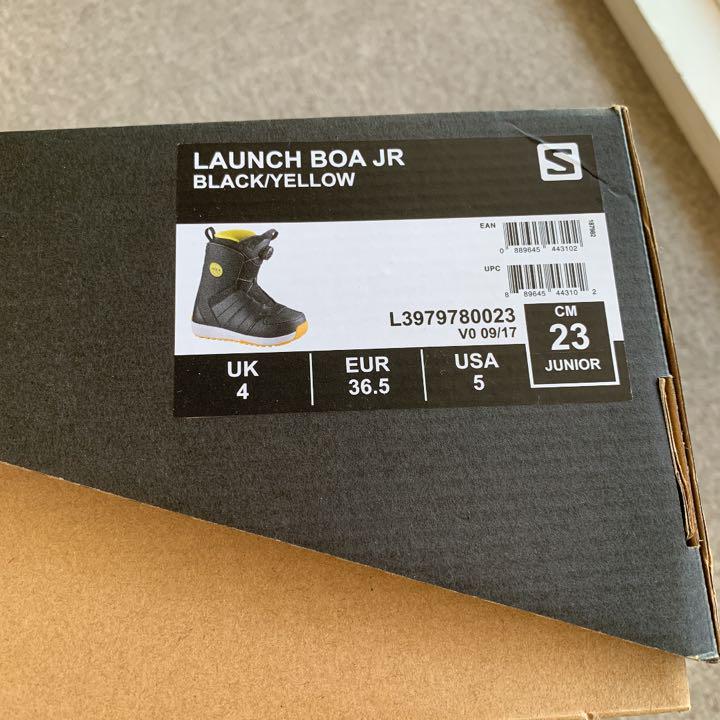 LAUNCH BOA JR
BLACK/YELLOW
S
EAN
0 889645 443102
187982
UPC
8 89645 44310 2
L3979780023
V0 09/17
CM
23
JUNIOR
UK
4
EUR
36.5
USA
5